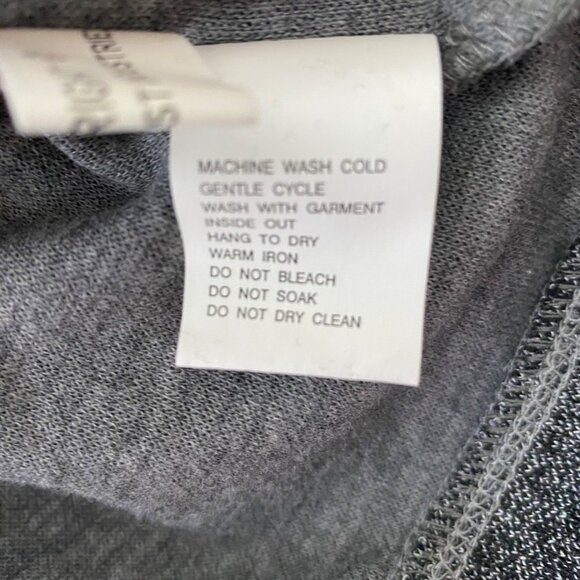 MACHINE WASH COLD
GENTLE CYCLE
WASH WITH GARMENT
INSIDE OUT
HANG TO DRY
WARM IRON
DO NOT BLEACH
DO NOT SOAK
DO NOT DRY CLEAN